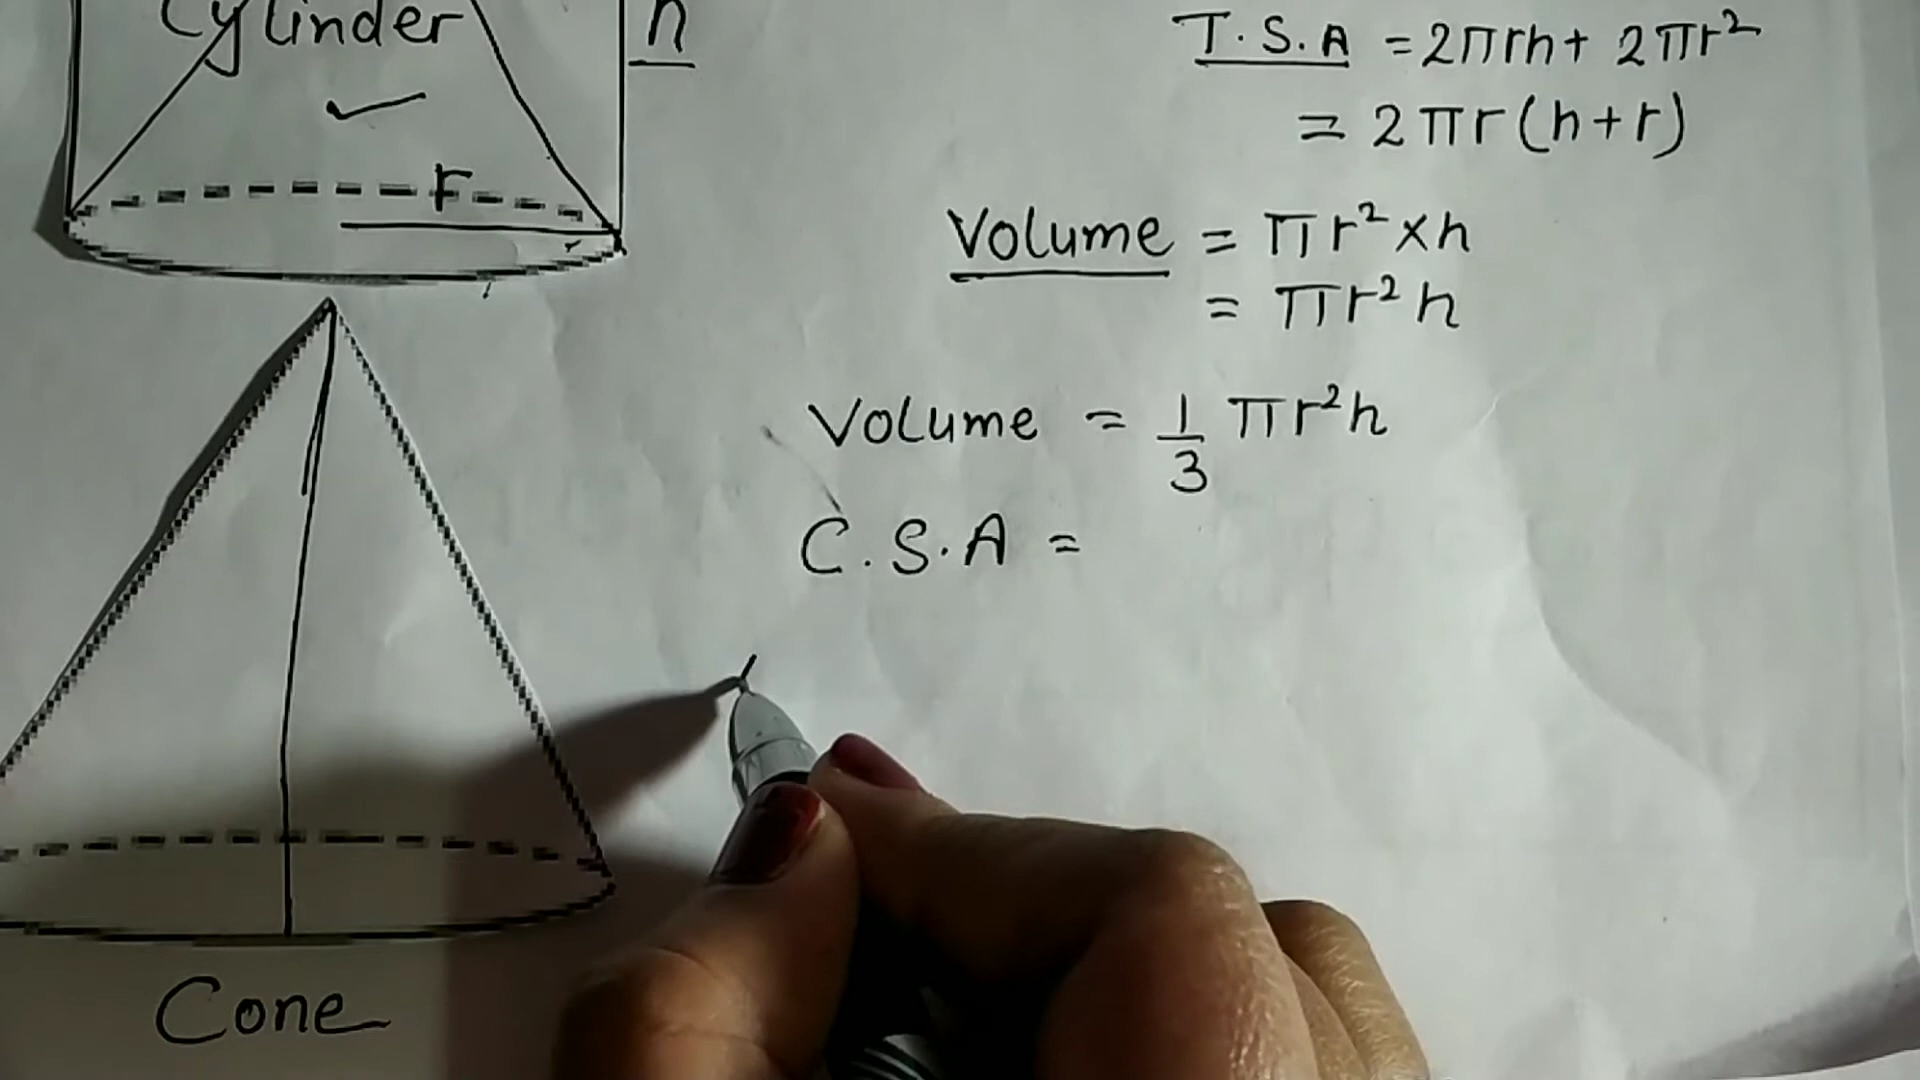 Cylinder
h
r
T.S.A = 2πrh + 2πr²
= 2πr(h+r)
Volume = πr² × h
= πr²h
Volume = 1/3 πr²h
C.S.A =
Cone